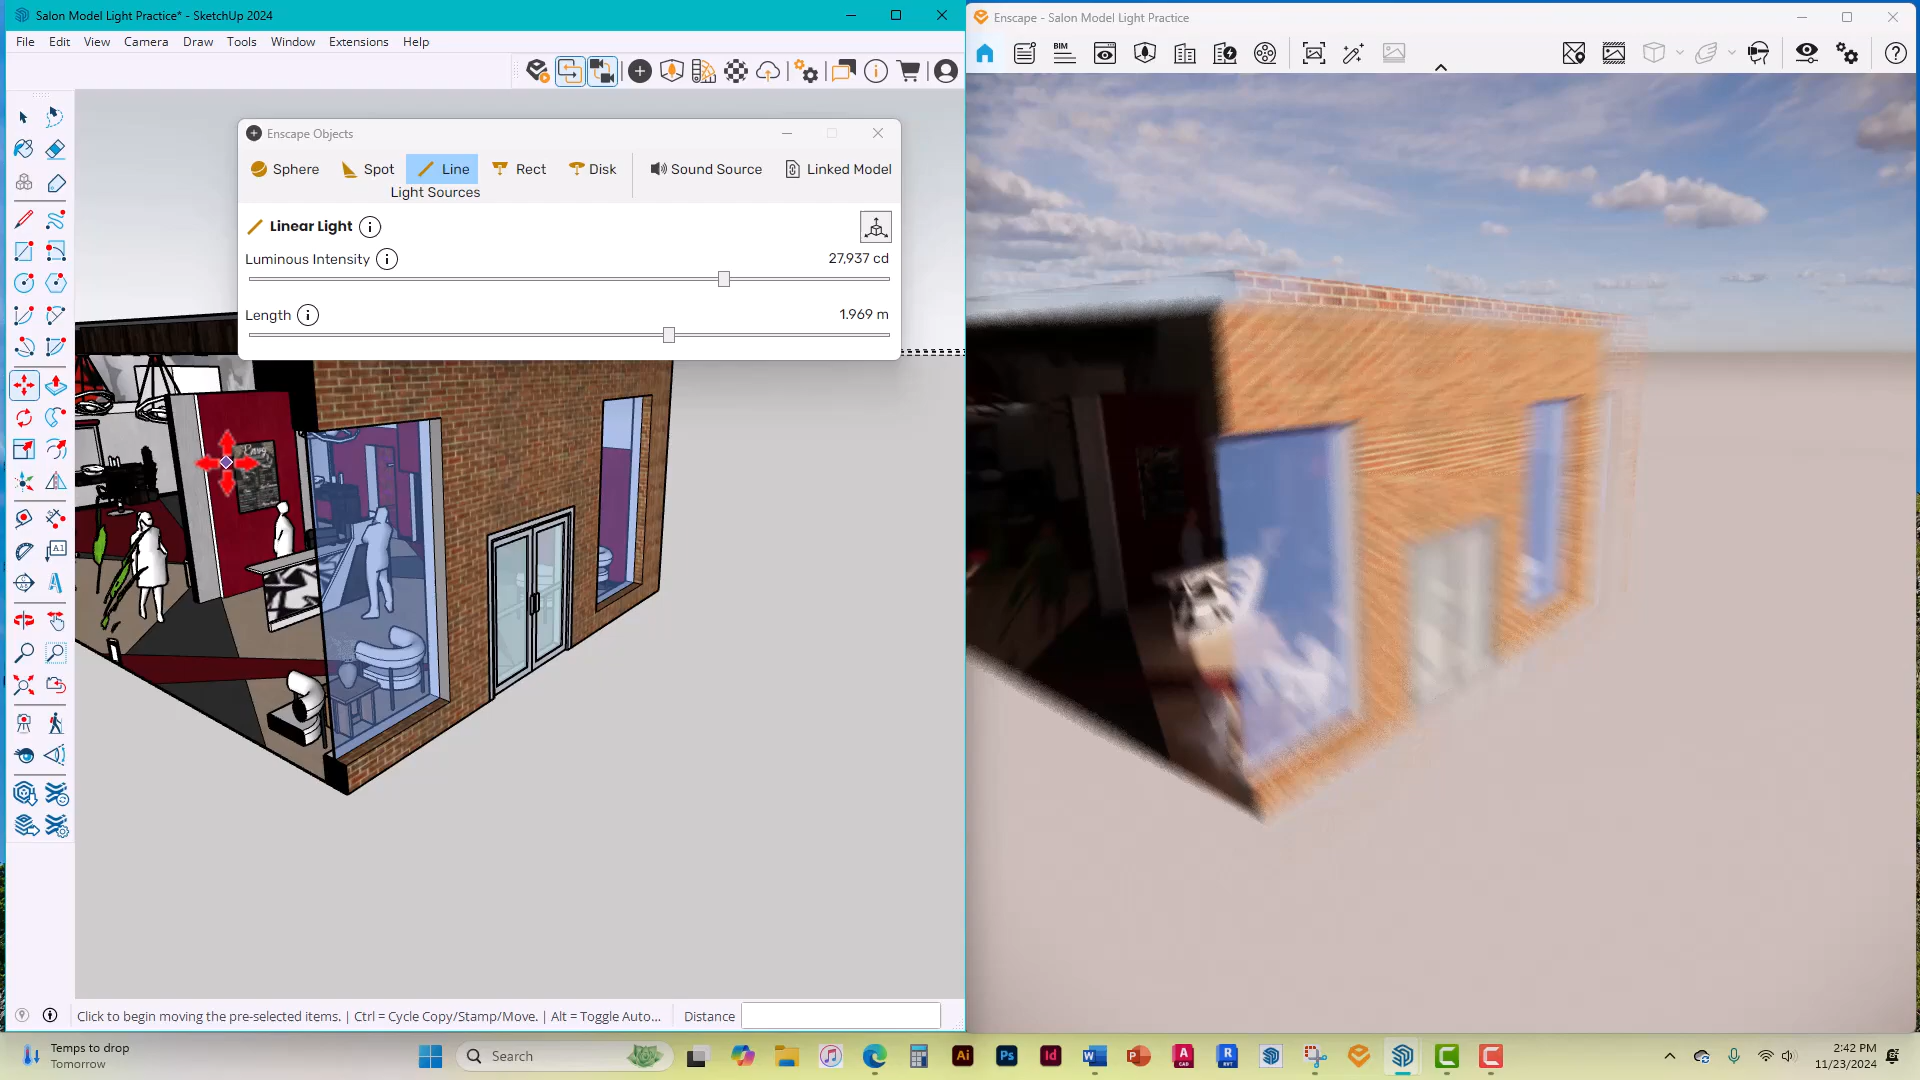 Salon Model Light Practice* - SketchUp 2024
File Edit View Camera Draw Tools Window Extensions Help
Enscape Objects
Sphere Spot Line Rect Disk Sound Source Linked Model
Light Sources
Linear Light
Luminous Intensity 27,937 cd
Length 1.969 m
Click to begin moving the pre-selected items. | Ctrl = Cycle Copy/Stamp/Move. | Alt = Toggle Auto... Distance
Enscape - Salon Model Light Practice
BIM
Temps to drop
Tomorrow
Search
Ai Ps Id
2:42 PM
11/23/2024